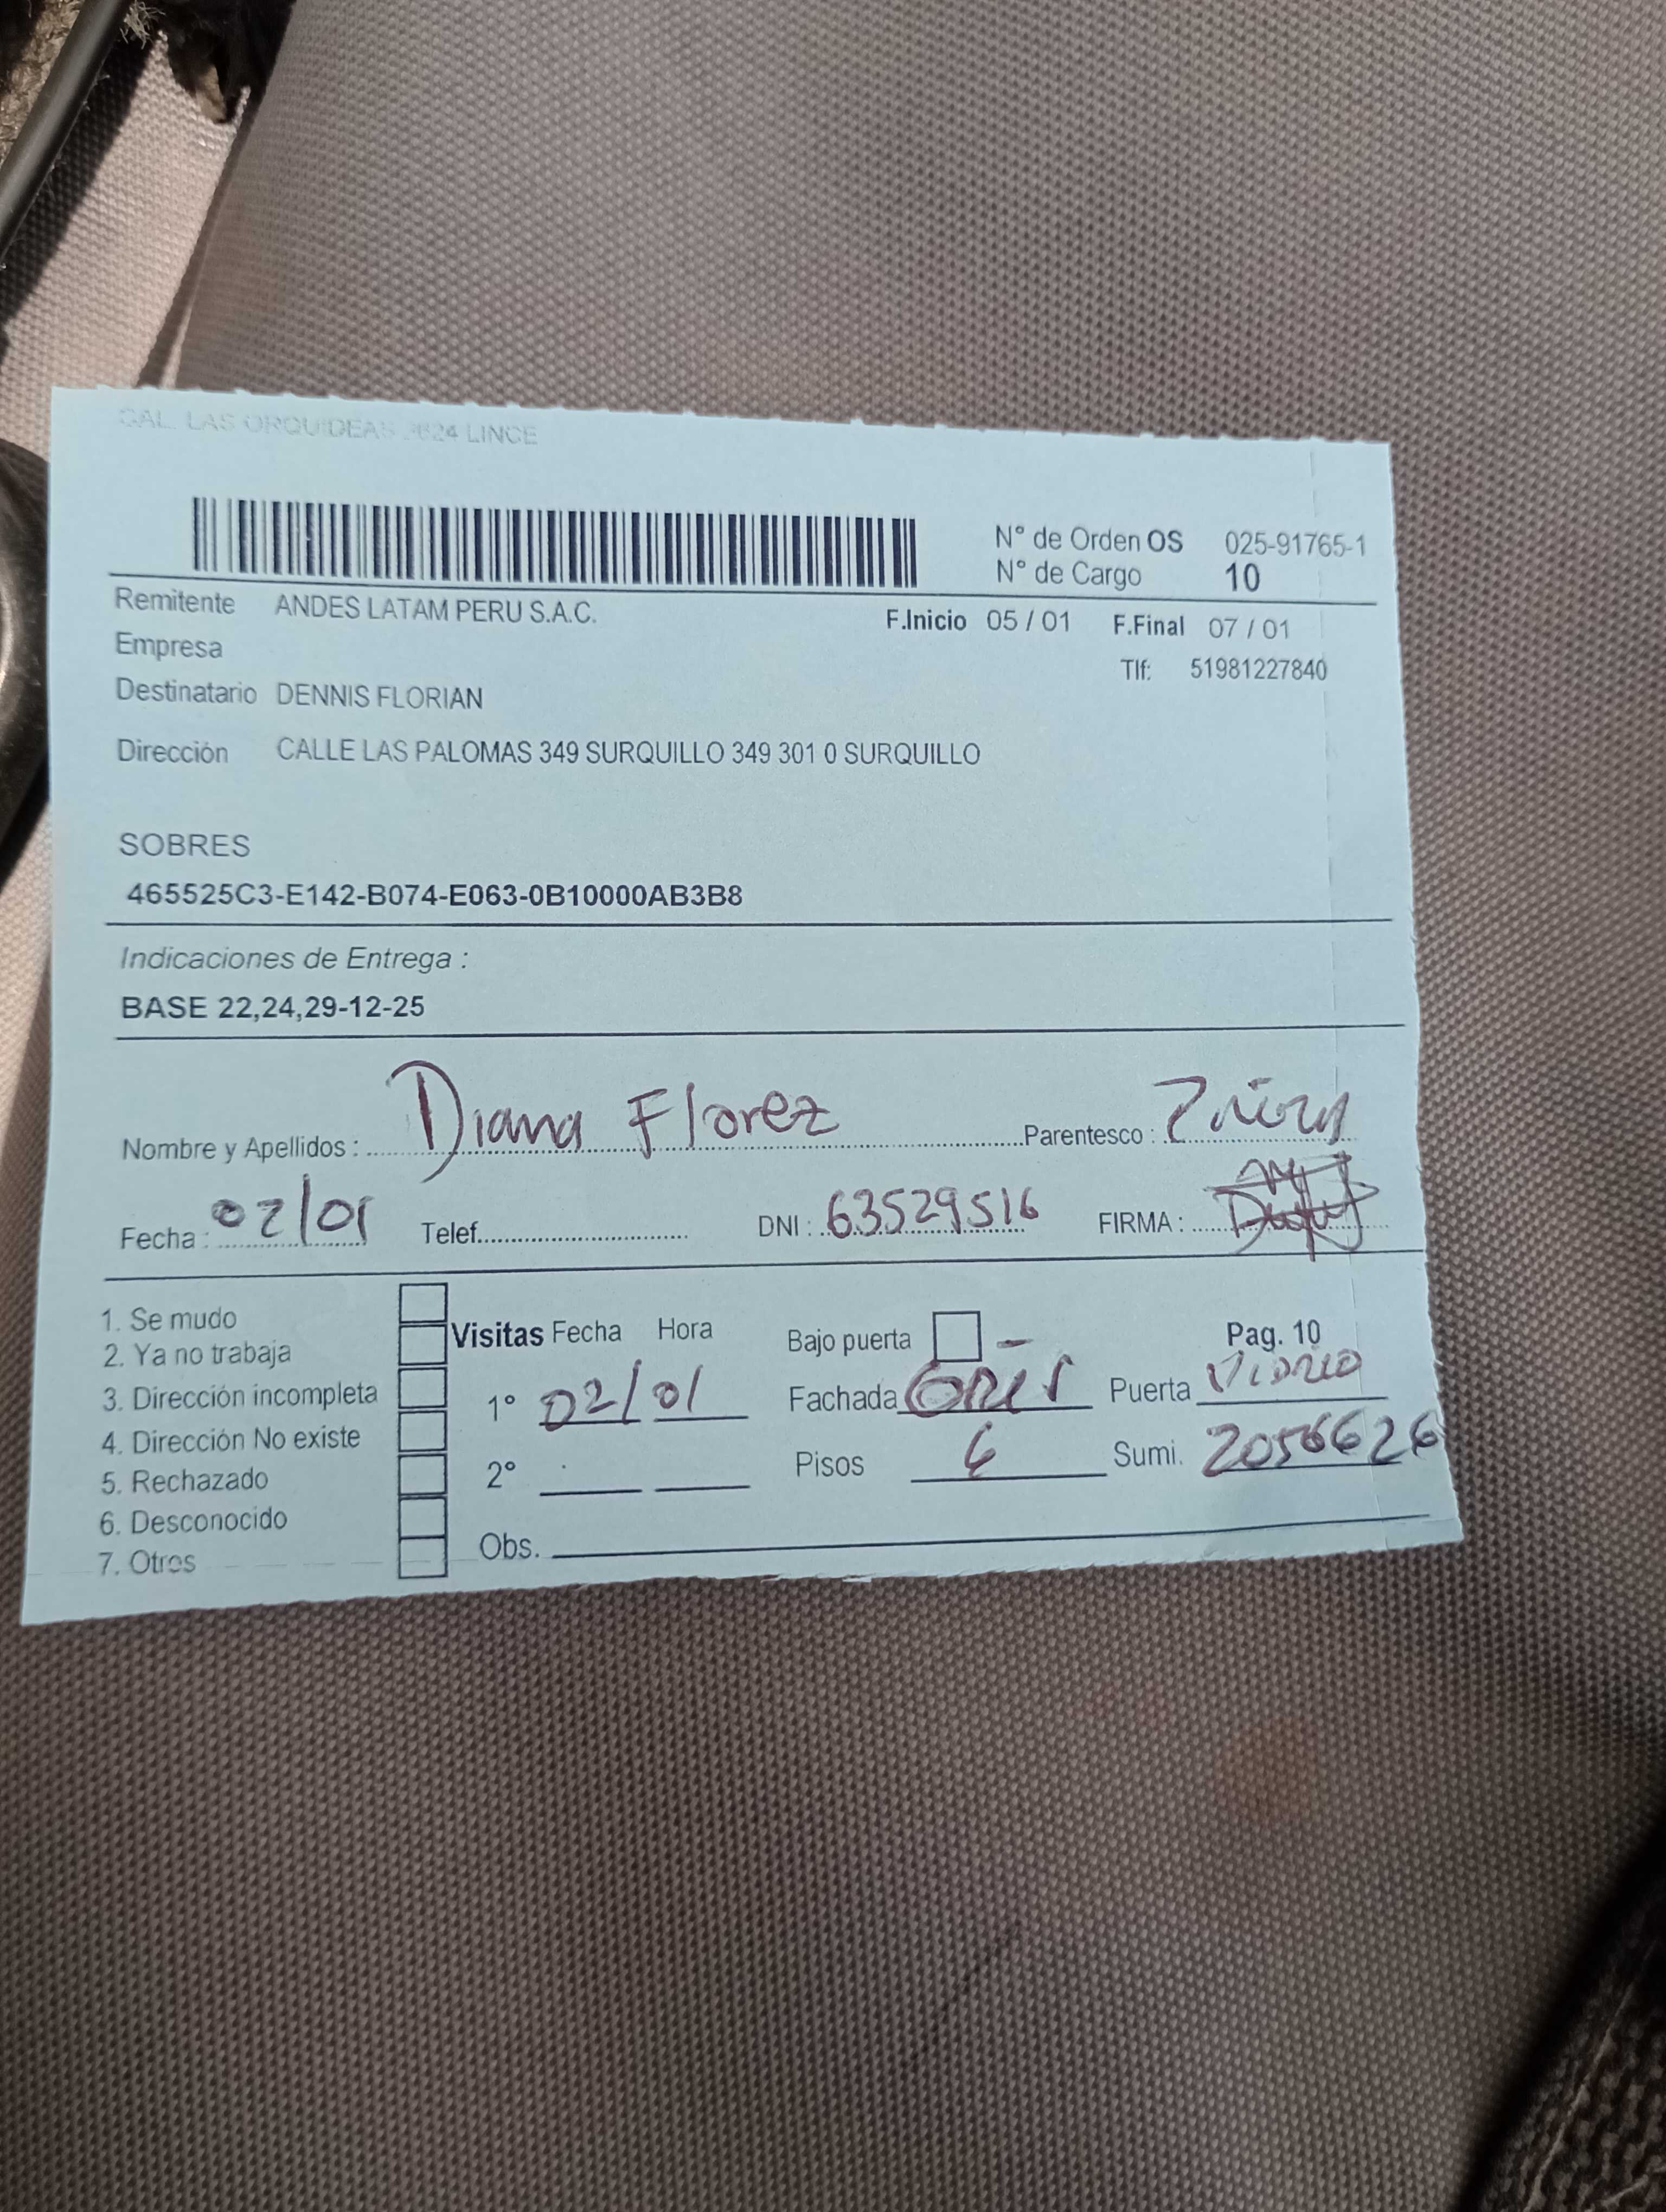 CAL. LAS ORQUIDEAS 2624 LINCE
N° de Orden OS 025-91765-1
N° de Cargo 10
Remitente ANDES LATAM PERU S.A.C. F.Inicio 05 / 01 F.Final 07 / 01
Empresa Tlf: 51981227840
Destinatario DENNIS FLORIAN
Dirección CALLE LAS PALOMAS 349 SURQUILLO 349 301 0 SURQUILLO
SOBRES
465525C3-E142-B074-E063-0B10000AB3B8
Indicaciones de Entrega :
BASE 22,24,29-12-25
Nombre y Apellidos : Diana Florez Parentesco :
Fecha : 02/01 Telef. DNI : 63529516 FIRMA :
1. Se mudo
2. Ya no trabaja
3. Dirección incompleta
4. Dirección No existe
5. Rechazado
6. Desconocido
7. Otros
Visitas Fecha Hora Bajo puerta Pag. 10
1° 02/01 Fachada GRIS Puerta VIDRIO
2° Pisos 6 Sumi. 2056626
Obs.